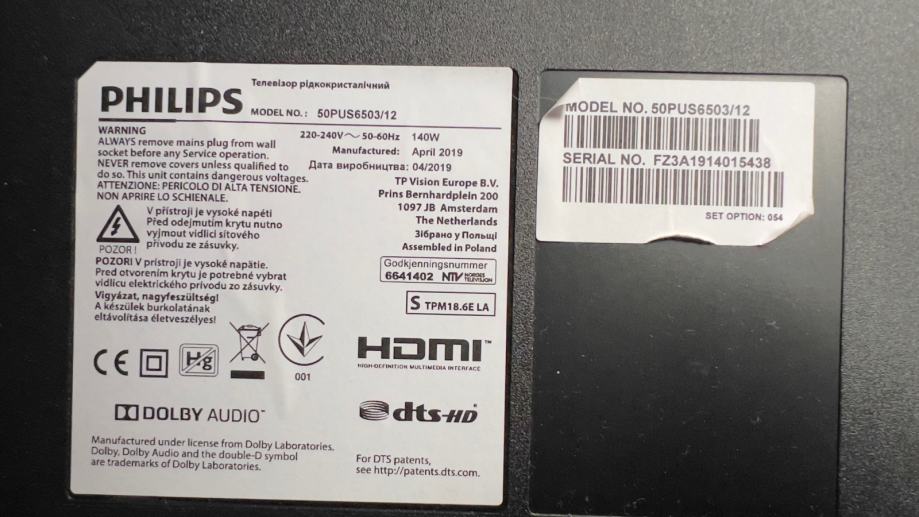 Телевізор рідкокристалічний
PHILIPS
MODEL NO.: 50PUS6503/12
WARNING
ALWAYS remove mains plug from wall
socket before any Service operation.
NEVER remove covers unless qualified to
do so. This unit contains dangerous voltages.
ATTENZIONE: PERICOLO DI ALTA TENSIONE.
NON APRIRE LO SCHIENALE.
V přístroji je vysoké napětí
Před odejmutím krytu nutno
vyjmout vidlici síťového
přívodu ze zásuvky.
POZOR!
POZOR! V prístroji je vysoké napätie.
Pred otvorením krytu je potrebné vybrat
vidlicu elektrického prívodu zo zásuvky.
Vigyázat, nagyfeszültség!
A készülek burkolatának
eltávolítása életveszélyes!
220-240V~ 50-60Hz 140W
Manufactured: April 2019
Дата виробництва: 04/2019
TP Vision Europe B.V.
Prins Bernhardplein 200
1097 JB Amsterdam
The Netherlands
Зібрано у Польщі
Assembled in Poland
Godkjenningsnummer
6641402 NTV NORGES TELEVISJON
S TPM18.6E LA
CE Hg
001
HDMI™
HIGH-DEFINITION MULTIMEDIA INTERFACE
DOLBY AUDIO™
dts-HD
Manufactured under license from Dolby Laboratories.
Dolby, Dolby Audio and the double-D symbol
are trademarks of Dolby Laboratories.
For DTS patents,
see http://patents.dts.com.
MODEL NO. 50PUS6503/12
SERIAL NO. FZ3A1914015438
SET OPTION: 054